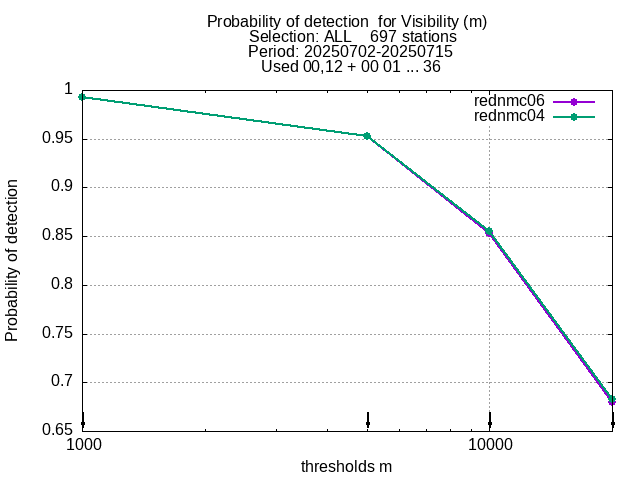 Probability of detection  for Visibility (m)
Selection: ALL    697 stations
Period: 20250702-20250715
Used 00,12 + 00 01 ... 36
rednmc06
rednmc04
1
0.95
0.9
0.85
0.8
0.75
0.7
0.65
Probability of detection
1000
10000
thresholds m